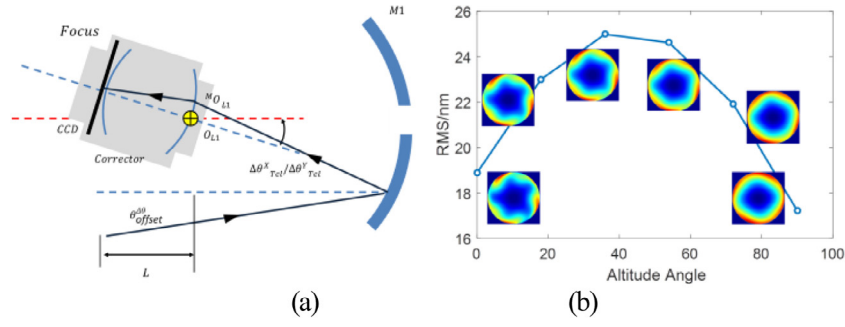 M1
Focus
ᴹO_L1
O_L1
CCD
Corrector
Δθ^X_Tel/Δθ^Y_Tel
θ^Δθ_offset
L
(a)
26
24
22
20
18
16
RMS/nm
0 20 40 60 80 100
Altitude Angle
(b)